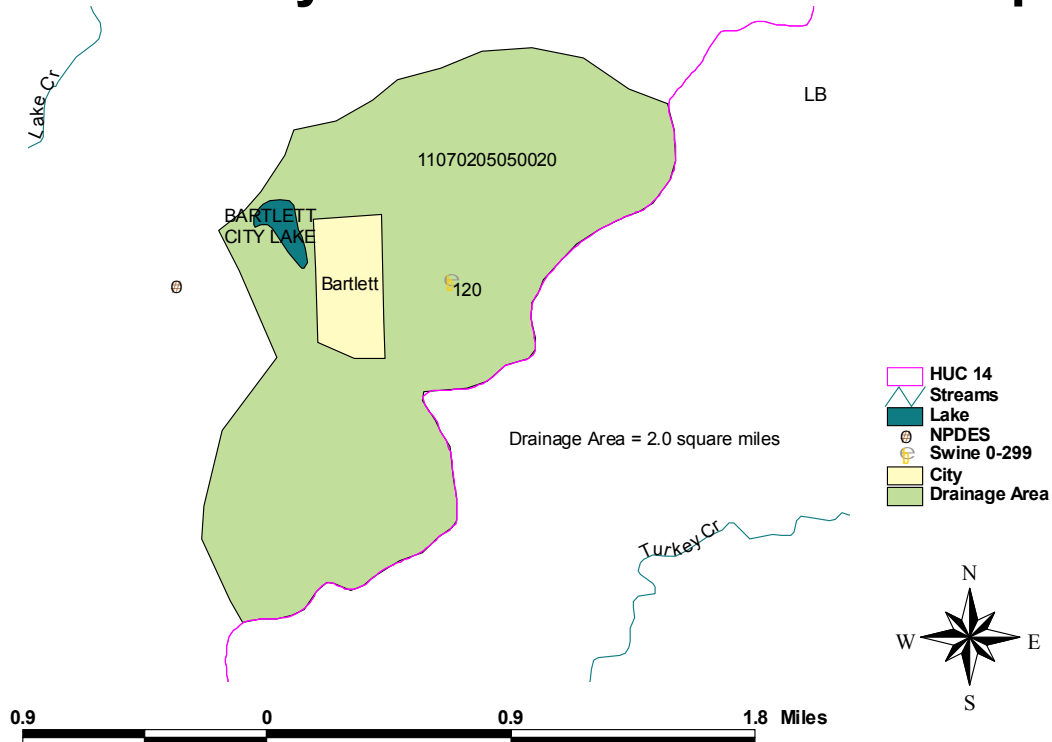 Lake Cr
LB
11070205050020
BARTLETT
CITY LAKE
Bartlett
120
HUC 14
Streams
Lake
NPDES
Swine 0-299
City
Drainage Area
Drainage Area = 2.0 square miles
Turkey Cr
N
W
E
S
0.9 0 0.9 1.8 Miles